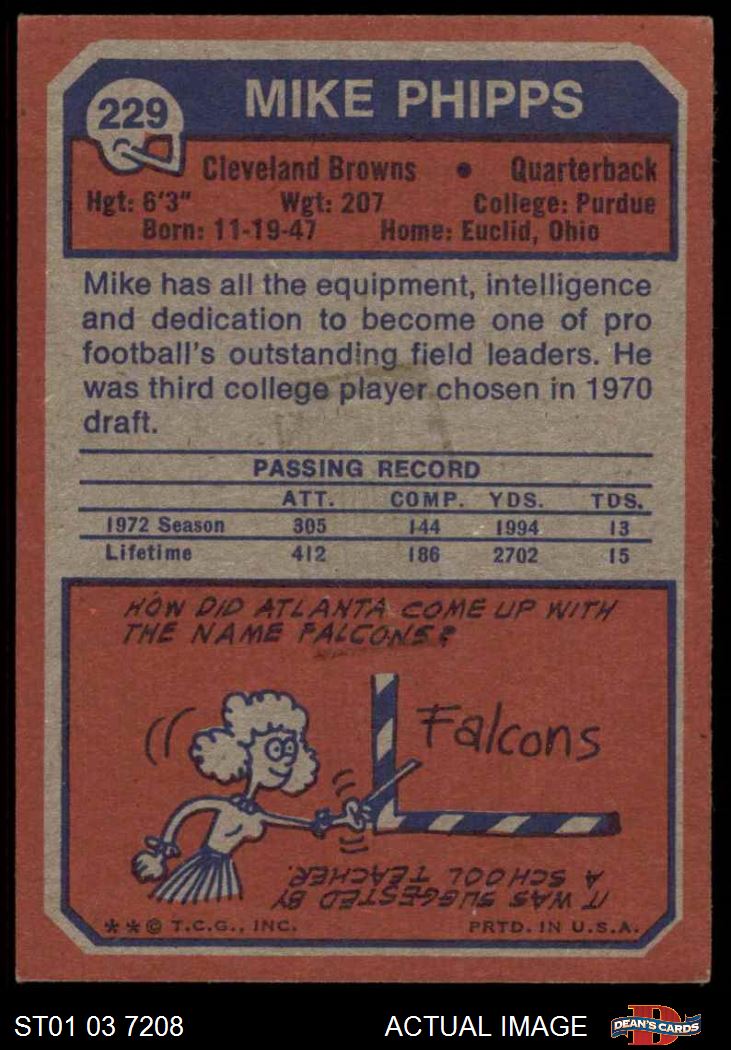 229
MIKE PHIPPS
Cleveland Browns • Quarterback
Hgt: 6'3" Wgt: 207 College: Purdue
Born: 11-19-47 Home: Euclid, Ohio
Mike has all the equipment, intelligence
and dedication to become one of pro
football's outstanding field leaders. He
was third college player chosen in 1970
draft.
PASSING RECORD
ATT. COMP. YDS. TDS.
1972 Season 305 144 1994 13
Lifetime 412 186 2702 15
HOW DID ATLANTA COME UP WITH
THE NAME FALCONS?
Falcons
IT WAS SUGGESTED BY
A SCHOOL TEACHER.
**© T.C.G., INC. PRTD. IN U.S.A.
ST01 03 7208 ACTUAL IMAGE
D
DEAN'S CARDS